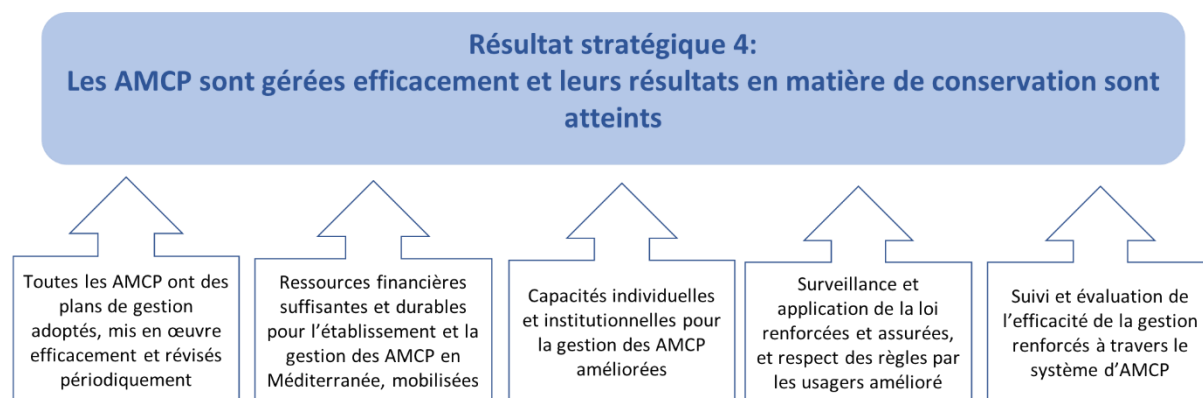 Résultat stratégique 4:
Les AMCP sont gérées efficacement et leurs résultats en matière de conservation sont
atteints
Toutes les AMCP ont des
plans de gestion
adoptés, mis en œuvre
efficacement et révisés
périodiquement
Ressources financières
suffisantes et durables
pour l’établissement et la
gestion des AMCP en
Méditerranée, mobilisées
Capacités individuelles
et institutionnelles pour
la gestion des AMCP
améliorées
Surveillance et
application de la loi
renforcées et assurées,
et respect des règles par
les usagers amélioré
Suivi et évaluation de
l’efficacité de la gestion
renforcés à travers le
système d’AMCP